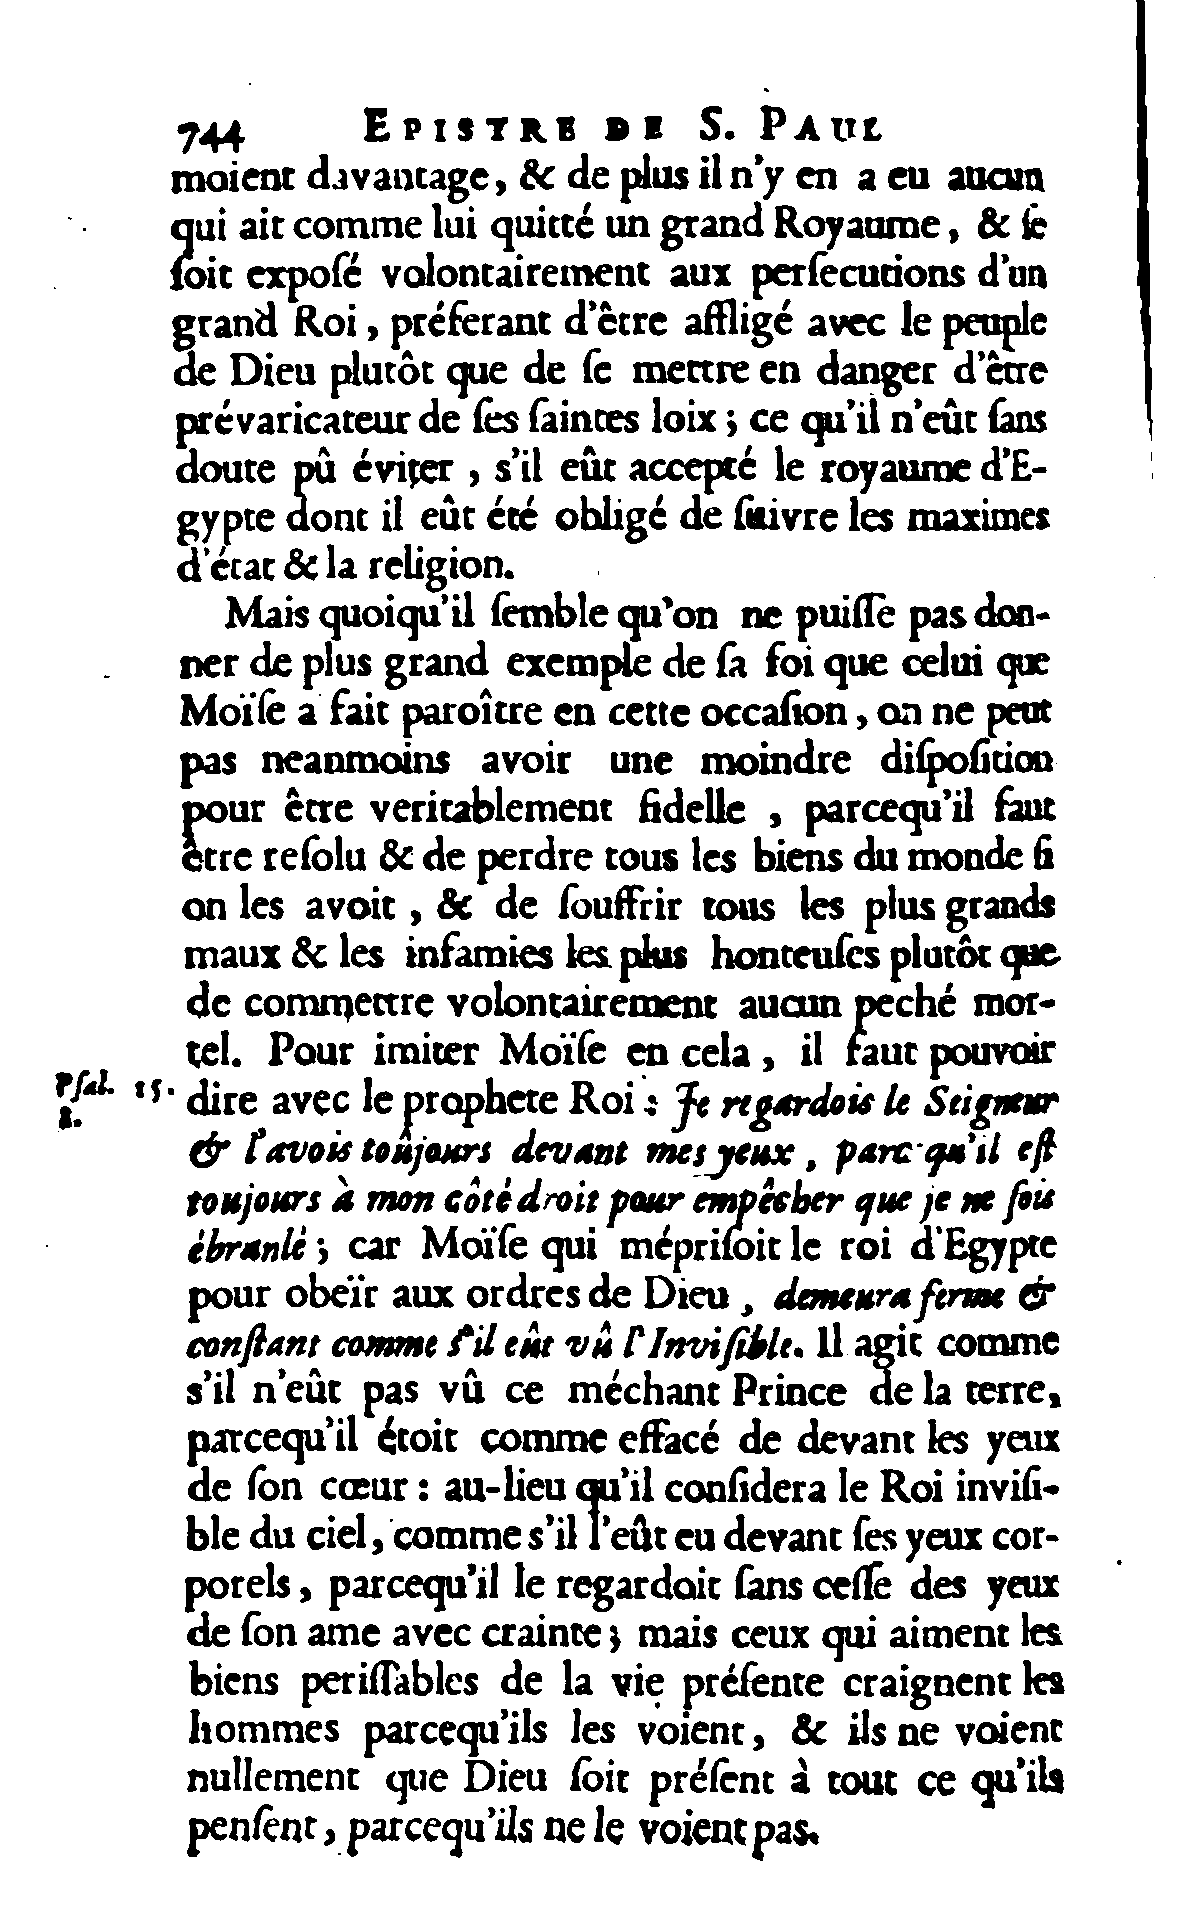 744 EPISTRE DE S. PAUL
moient davantage, & de plus il n'y en a eu aucun
qui ait comme lui quitté un grand Royaume, & ſe
ſoit expoſé volontairement aux perſecutions d'un
grand Roi, préferant d'être affligé avec le peuple
de Dieu plutôt que de ſe mettre en danger d'être
prévaricateur de ſes ſaintes loix ; ce qu'il n'eût ſans
doute pû éviter, s'il eût accepté le royaume d'E-
gypte dont il eût été obligé de ſuivre les maximes
d'état & la religion.
Mais quoiqu'il ſemble qu'on ne puiſſe pas don-
ner de plus grand exemple de ſa foi que celui que
Moïſe a fait paroître en cette occaſion, on ne peut
pas neanmoins avoir une moindre diſpoſition
pour être veritablement fidelle, parcequ'il faut
être reſolu & de perdre tous les biens du monde ſi
on les avoit, & de ſouffrir tous les plus grands
maux & les infamies les plus honteuſes plutôt que
de commettre volontairement aucun peché mor-
tel. Pour imiter Moïſe en cela, il faut pouvoir
Pſal. 15. dire avec le prophete Roi : Je regardois le Seigneur
8. & l'avois toûjours devant mes yeux, parcequ'il eſt
toujours à mon côté droit pour empêcher que je ne ſois
ébranlé ; car Moïſe qui mépriſoit le roi d'Egypte
pour obeïr aux ordres de Dieu, demeura ferme &
conſtant comme s'il eût vû l'Inviſible. Il agit comme
s'il n'eût pas vû ce méchant Prince de la terre,
parcequ'il étoit comme effacé de devant les yeux
de ſon cœur : au-lieu qu'il conſidera le Roi inviſi-
ble du ciel, comme s'il l'eût eu devant ſes yeux cor-
porels, parcequ'il le regardoit ſans ceſſe des yeux
de ſon ame avec crainte ; mais ceux qui aiment les
biens periſſables de la vie préſente craignent les
hommes parcequ'ils les voient, & ils ne voient
nullement que Dieu ſoit préſent à tout ce qu'ils
penſent, parcequ'ils ne le voient pas.